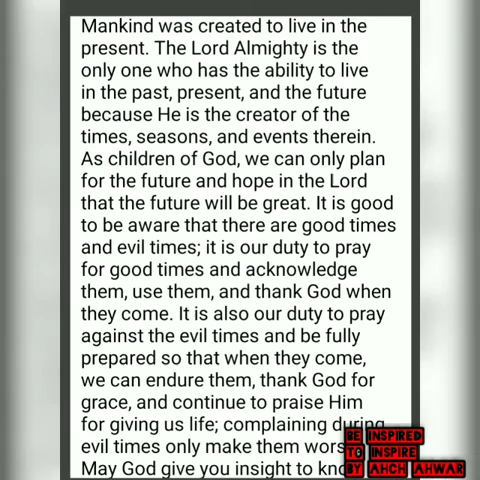 Mankind was created to live in the
present. The Lord Almighty is the
only one who has the ability to live
in the past, present, and the future
because He is the creator of the
times, seasons, and events therein.
As children of God, we can only plan
for the future and hope in the Lord
that the future will be great. It is good
to be aware that there are good times
and evil times; it is our duty to pray
for good times and acknowledge
them, use them, and thank God when
they come. It is also our duty to pray
against the evil times and be fully
prepared so that when they come,
we can endure them, thank God for
grace, and continue to praise Him
for giving us life; complaining during
evil times only make them
May God give you insight to
BE INSPIRED
TO INSPIRE
BY AHCH AHWAR